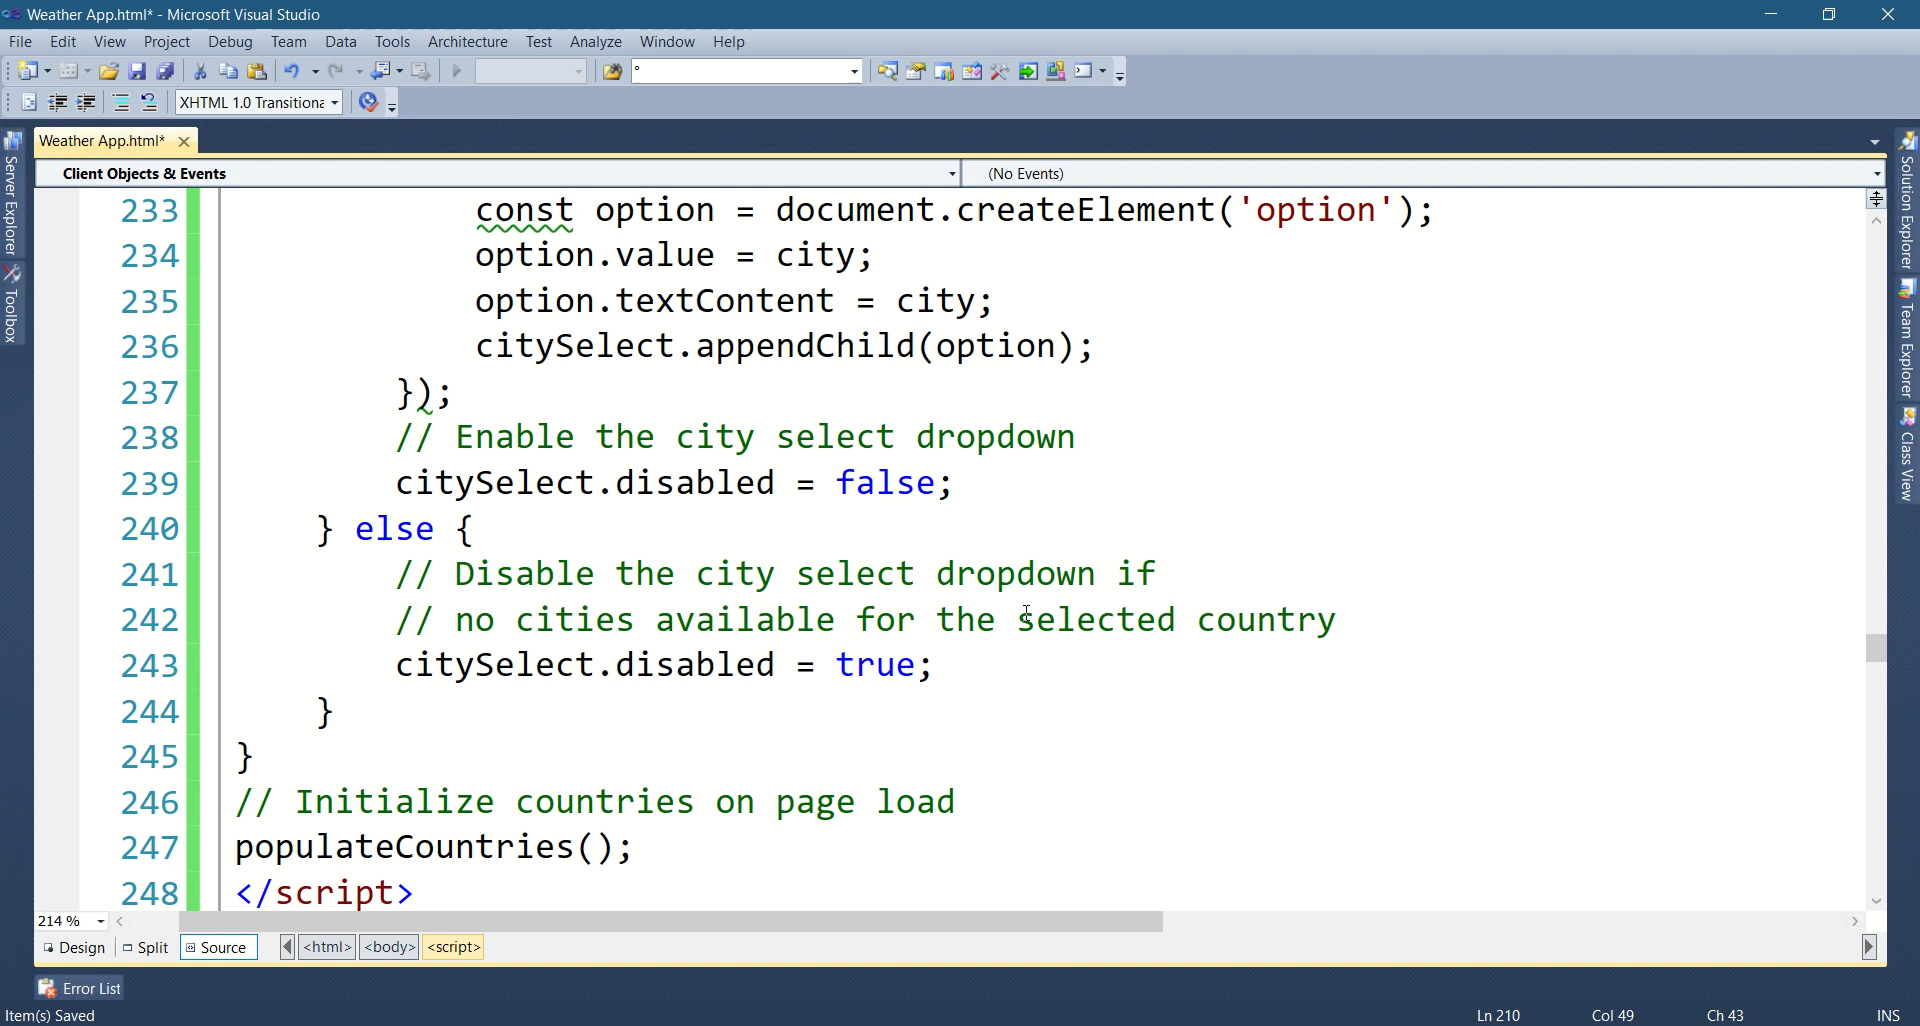 Weather App.html* - Microsoft Visual Studio
File Edit View Project Debug Team Data Tools Architecture Test Analyze Window Help
°
XHTML 1.0 Transitiona
Weather App.html*
Client Objects & Events
(No Events)
Server Explorer
Toolbox
233 const option = document.createElement('option');
234 option.value = city;
235 option.textContent = city;
236 citySelect.appendChild(option);
237 });
238 // Enable the city select dropdown
239 citySelect.disabled = false;
240 } else {
241 // Disable the city select dropdown if
242 // no cities available for the selected country
243 citySelect.disabled = true;
244 }
245 }
246 // Initialize countries on page load
247 populateCountries();
248 </script>
Solution Explorer
Team Explorer
Class View
214 %
Design Split Source <html> <body> <script>
Error List
Item(s) Saved Ln 210 Col 49 Ch 43 INS